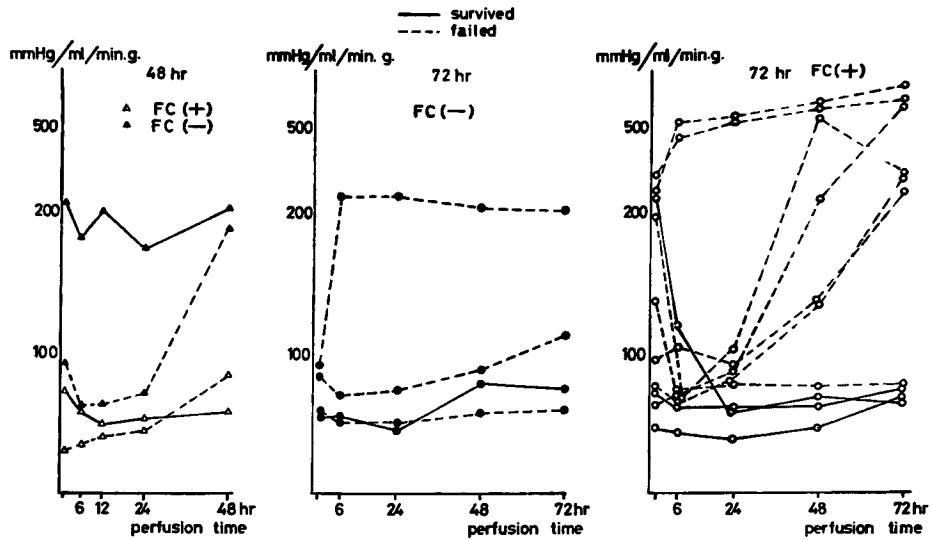 survived
failed
mmHg/ml/min.g.
48 hr
△ FC (+)
▲ FC (—)
500
200
100
6 12 24 48 hr
perfusion time
mmHg/ml/min. g.
72 hr
FC (—)
500
200
100
6 24 48 72 hr
perfusion time
mmHg/ml/min.g.
72 hr FC (+)
500
200
100
6 24 48 72 hr
perfusion time